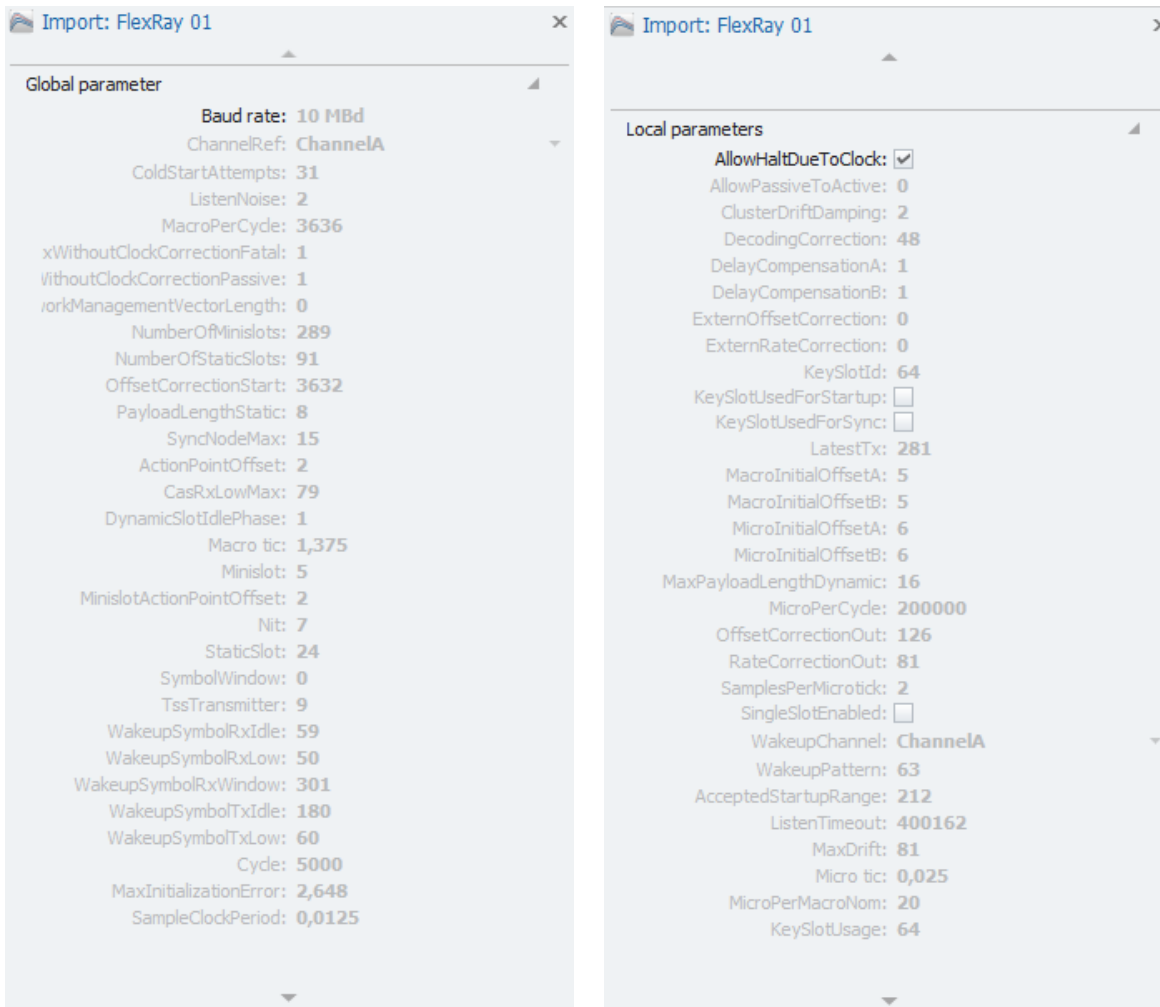 Import: FlexRay 01
Global parameter
Baud rate: 10 MBd
ChannelRef: ChannelA
ColdStartAttempts: 31
ListenNoise: 2
MacroPerCycle: 3636
xWithoutClockCorrectionFatal: 1
VithoutClockCorrectionPassive: 1
orkManagementVectorLength: 0
NumberOfMinislots: 289
NumberOfStaticSlots: 91
OffsetCorrectionStart: 3632
PayloadLengthStatic: 8
SyncNodeMax: 15
ActionPointOffset: 2
CasRxLowMax: 79
DynamicSlotIdlePhase: 1
Macro tic: 1,375
Minislot: 5
MinislotActionPointOffset: 2
Nit: 7
StaticSlot: 24
SymbolWindow: 0
TssTransmitter: 9
WakeupSymbolRxIdle: 59
WakeupSymbolRxLow: 50
WakeupSymbolRxWindow: 301
WakeupSymbolTxIdle: 180
WakeupSymbolTxLow: 60
Cycle: 5000
MaxInitializationError: 2,648
SampleClockPeriod: 0,0125
Import: FlexRay 01
Local parameters
AllowHaltDueToClock:
AllowPassiveToActive: 0
ClusterDriftDamping: 2
DecodingCorrection: 48
DelayCompensationA: 1
DelayCompensationB: 1
ExternOffsetCorrection: 0
ExternRateCorrection: 0
KeySlotId: 64
KeySlotUsedForStartup:
KeySlotUsedForSync:
LatestTx: 281
MacroInitialOffsetA: 5
MacroInitialOffsetB: 5
MicroInitialOffsetA: 6
MicroInitialOffsetB: 6
MaxPayloadLengthDynamic: 16
MicroPerCycle: 200000
OffsetCorrectionOut: 126
RateCorrectionOut: 81
SamplesPerMicrotick: 2
SingleSlotEnabled:
WakeupChannel: ChannelA
WakeupPattern: 63
AcceptedStartupRange: 212
ListenTimeout: 400162
MaxDrift: 81
Micro tic: 0,025
MicroPerMacroNom: 20
KeySlotUsage: 64